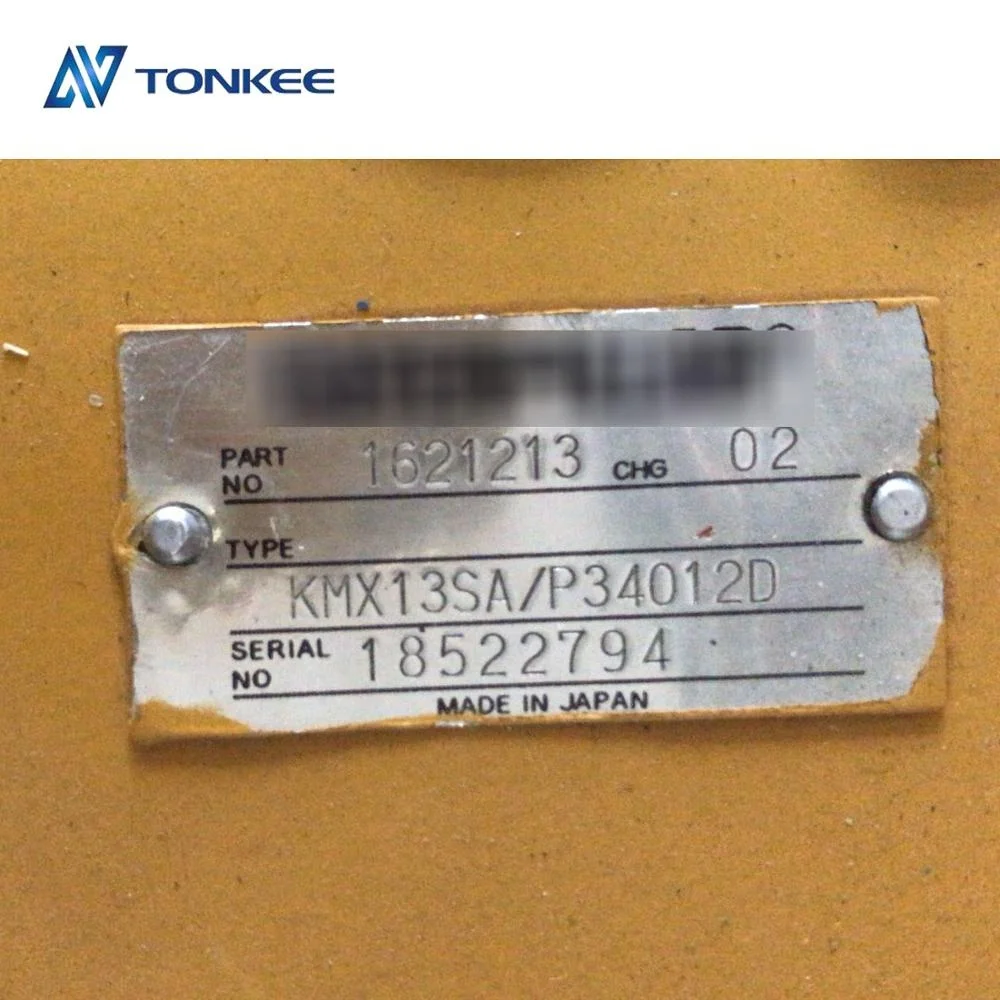 TONKEE
PART NO 1621213 CHG 02
TYPE
KMX13SA/P34012D
SERIAL NO 18522794
MADE IN JAPAN